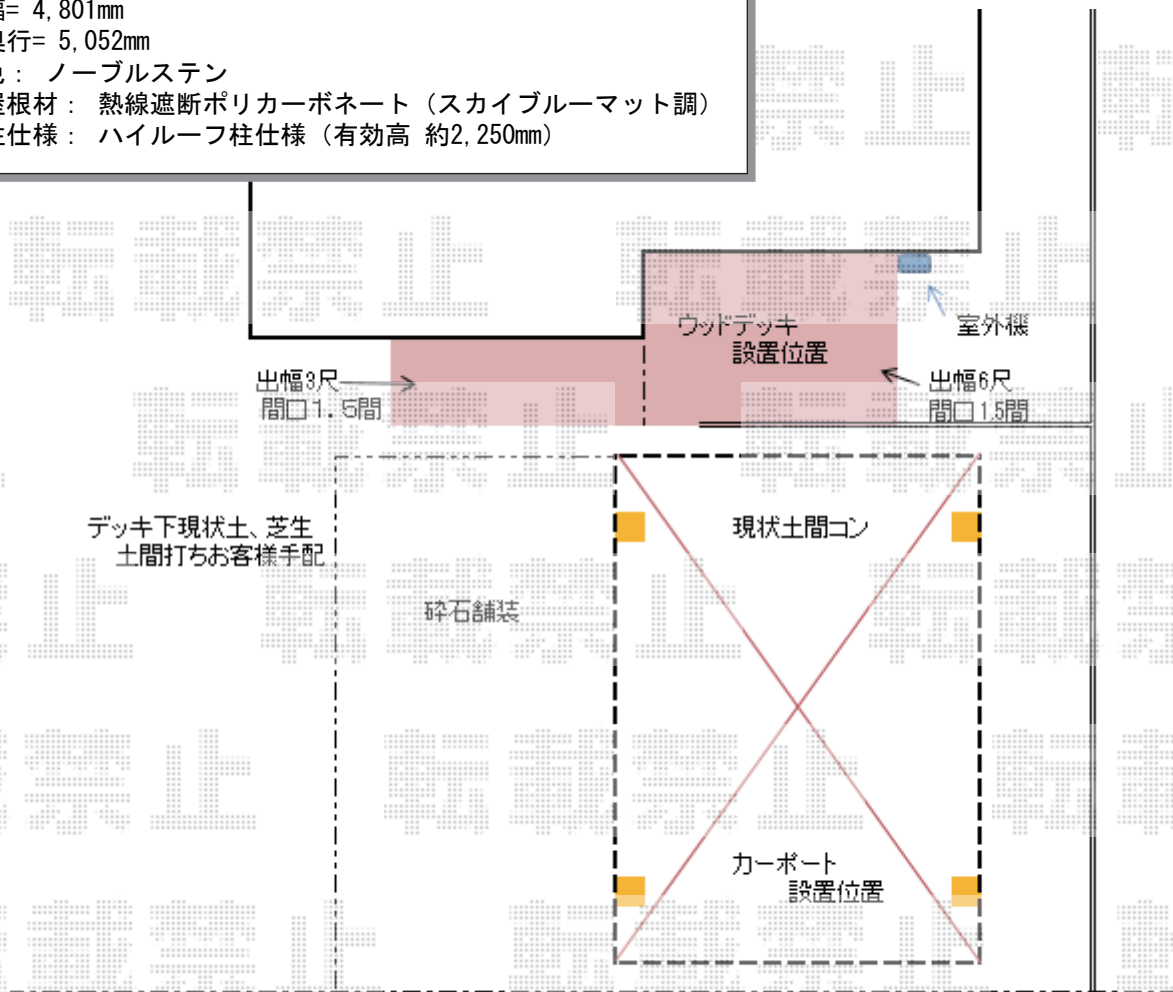 幅= 4,801mm
奥行= 5,052mm
色： ノーブルステン
屋根材： 熱線遮断ポリカーボネート（スカイブルーマット調）
柱仕様： ハイルーフ柱仕様（有効高 約2,250mm）
転載禁止
ウッドデッキ
設置位置
室外機
出幅3尺
間口1.5間
出幅6尺
間口1.5間
デッキ下現状土、芝生
土間打ちお客様手配
現状土間コン
砕石舗装
カーポート
設置位置